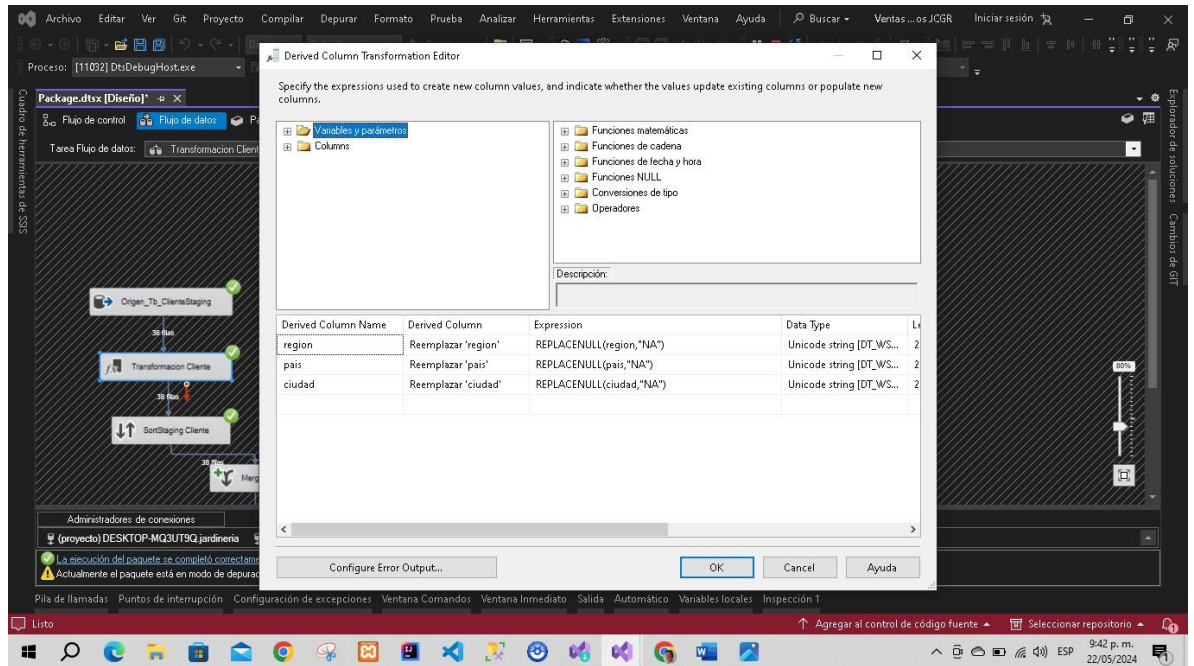 Archivo Editar Ver Git Proyecto Compilar Depurar Formato Prueba Analizar Herramientas Extensiones Ventana Ayuda Buscar Ventas ...os JCGR Iniciar sesión
Proceso: [11032] DtsDebugHost.exe
Package.dtsx [Diseño]*
Flujo de control Flujo de datos
Tarea Flujo de datos: Transformacion Client
Cuadro de herramientas de SSIS
Origen_Tb_ClienteStaging
38 filas
Transformacion Cliente
38 filas
SortStaging Cliente
38 filas
Merg
Derived Column Transformation Editor
Specify the expressions used to create new column values, and indicate whether the values update existing columns or populate new
columns.
Variables y parámetros
Columns
Funciones matemáticas
Funciones de cadena
Funciones de fecha y hora
Funciones NULL
Conversiones de tipo
Operadores
Descripción:
Derived Column Name Derived Column Expression Data Type Le
region Reemplazar 'region' REPLACENULL(region,"NA") Unicode string [DT_WS... 2
pais Reemplazar 'pais' REPLACENULL(pais,"NA") Unicode string [DT_WS... 2
ciudad Reemplazar 'ciudad' REPLACENULL(ciudad,"NA") Unicode string [DT_WS... 2
Configure Error Output... OK Cancel Ayuda
80%
Explorador de soluciones
Cambios de GIT
Administradores de conexiones
(proyecto) DESKTOP-MQ3UT9Q.jardineria
La ejecución del paquete se completó correctame
Actualmente el paquete está en modo de depurac
Pila de llamadas Puntos de interrupción Configuración de excepciones Ventana Comandos Ventana Inmediato Salida Automático Variables locales Inspección 1
Listo Agregar al control de código fuente Seleccionar repositorio
ESP 9:42 p. m.
22/05/2024